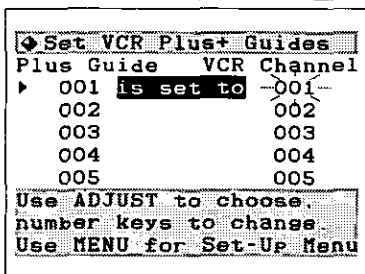 Set VCR Plus+ Guides
Plus Guide VCR Channel
001 is set to 001
002 002
003 003
004 004
005 005
Use ADJUST to choose,
number keys to change.
Use MENU for Set-Up Menu